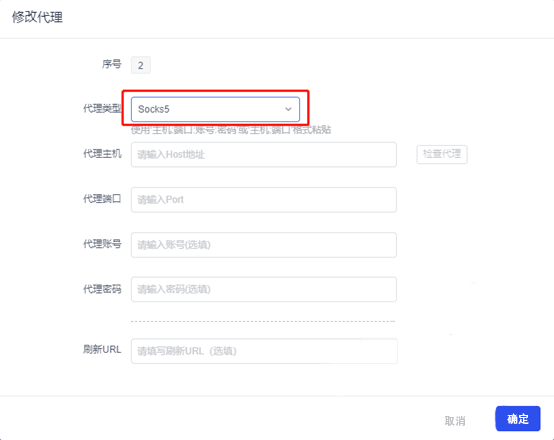 修改代理
序号 2
代理类型 Socks5
使用'主机:端口:账号:密码'或'主机:端口'格式粘贴
代理主机 请输入Host地址 检查代理
代理端口 请输入Port
代理账号 请输入账号(选填)
代理密码 请输入密码(选填)
刷新URL 请填写刷新URL（选填）
取消 确定